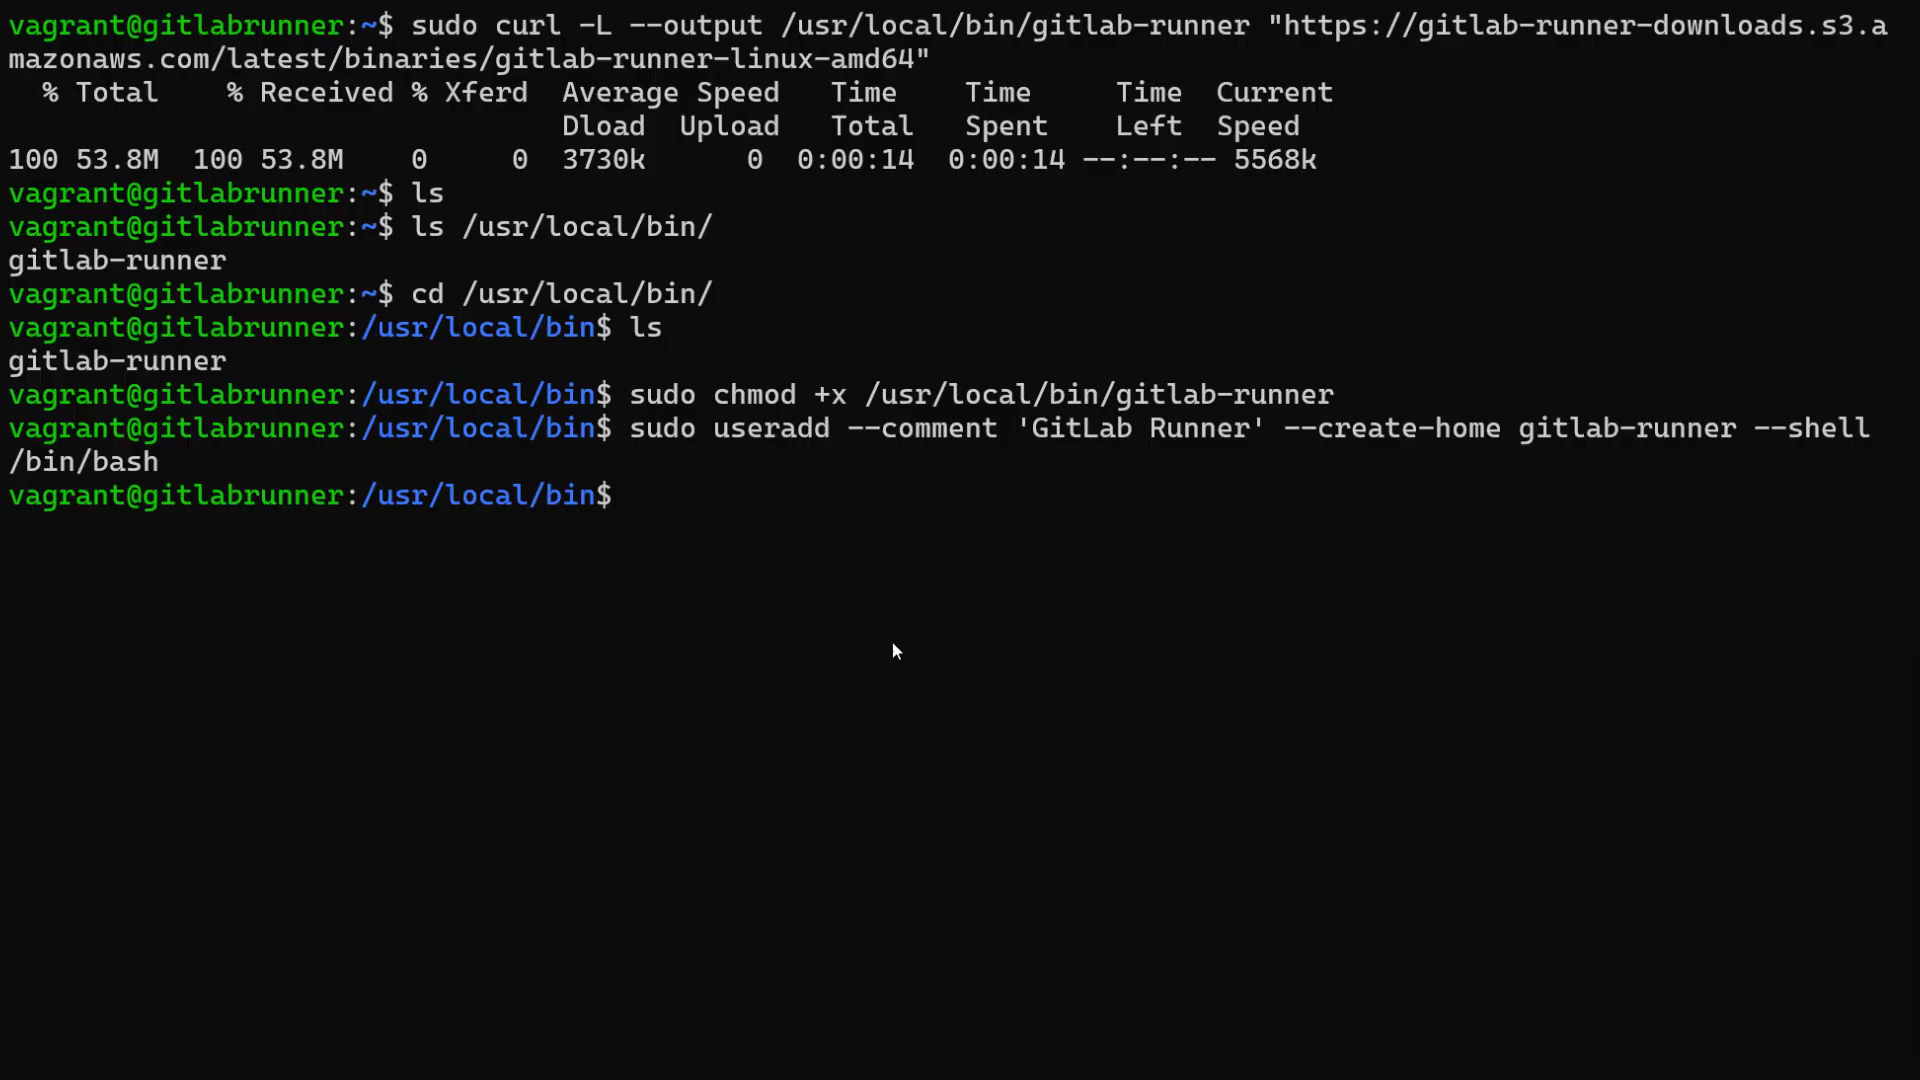 vagrant@gitlabrunner:~$ sudo curl -L --output /usr/local/bin/gitlab-runner "https://gitlab-runner-downloads.s3.a
mazonaws.com/latest/binaries/gitlab-runner-linux-amd64"
% Total % Received % Xferd Average Speed Time Time Time Current
Dload Upload Total Spent Left Speed
100 53.8M 100 53.8M 0 0 3730k 0 0:00:14 0:00:14 --:--:-- 5568k
vagrant@gitlabrunner:~$ ls
vagrant@gitlabrunner:~$ ls /usr/local/bin/
gitlab-runner
vagrant@gitlabrunner:~$ cd /usr/local/bin/
vagrant@gitlabrunner:/usr/local/bin$ ls
gitlab-runner
vagrant@gitlabrunner:/usr/local/bin$ sudo chmod +x /usr/local/bin/gitlab-runner
vagrant@gitlabrunner:/usr/local/bin$ sudo useradd --comment 'GitLab Runner' --create-home gitlab-runner --shell
/bin/bash
vagrant@gitlabrunner:/usr/local/bin$